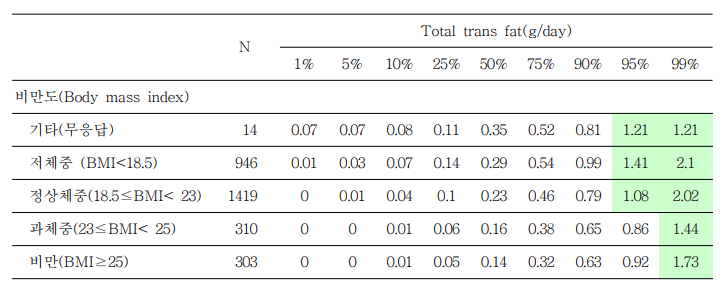 Total trans fat(g/day)
N 1% 5% 10% 25% 50% 75% 90% 95% 99%
비만도(Body mass index)
기타(무응답) 14 0.07 0.07 0.08 0.11 0.35 0.52 0.81 1.21 1.21
저체중 (BMI<18.5) 946 0.01 0.03 0.07 0.14 0.29 0.54 0.99 1.41 2.1
정상체중(18.5≤BMI< 23) 1419 0 0.01 0.04 0.1 0.23 0.46 0.79 1.08 2.02
과체중(23≤BMI< 25) 310 0 0 0.01 0.06 0.16 0.38 0.65 0.86 1.44
비만(BMI≥25) 303 0 0 0.01 0.05 0.14 0.32 0.63 0.92 1.73